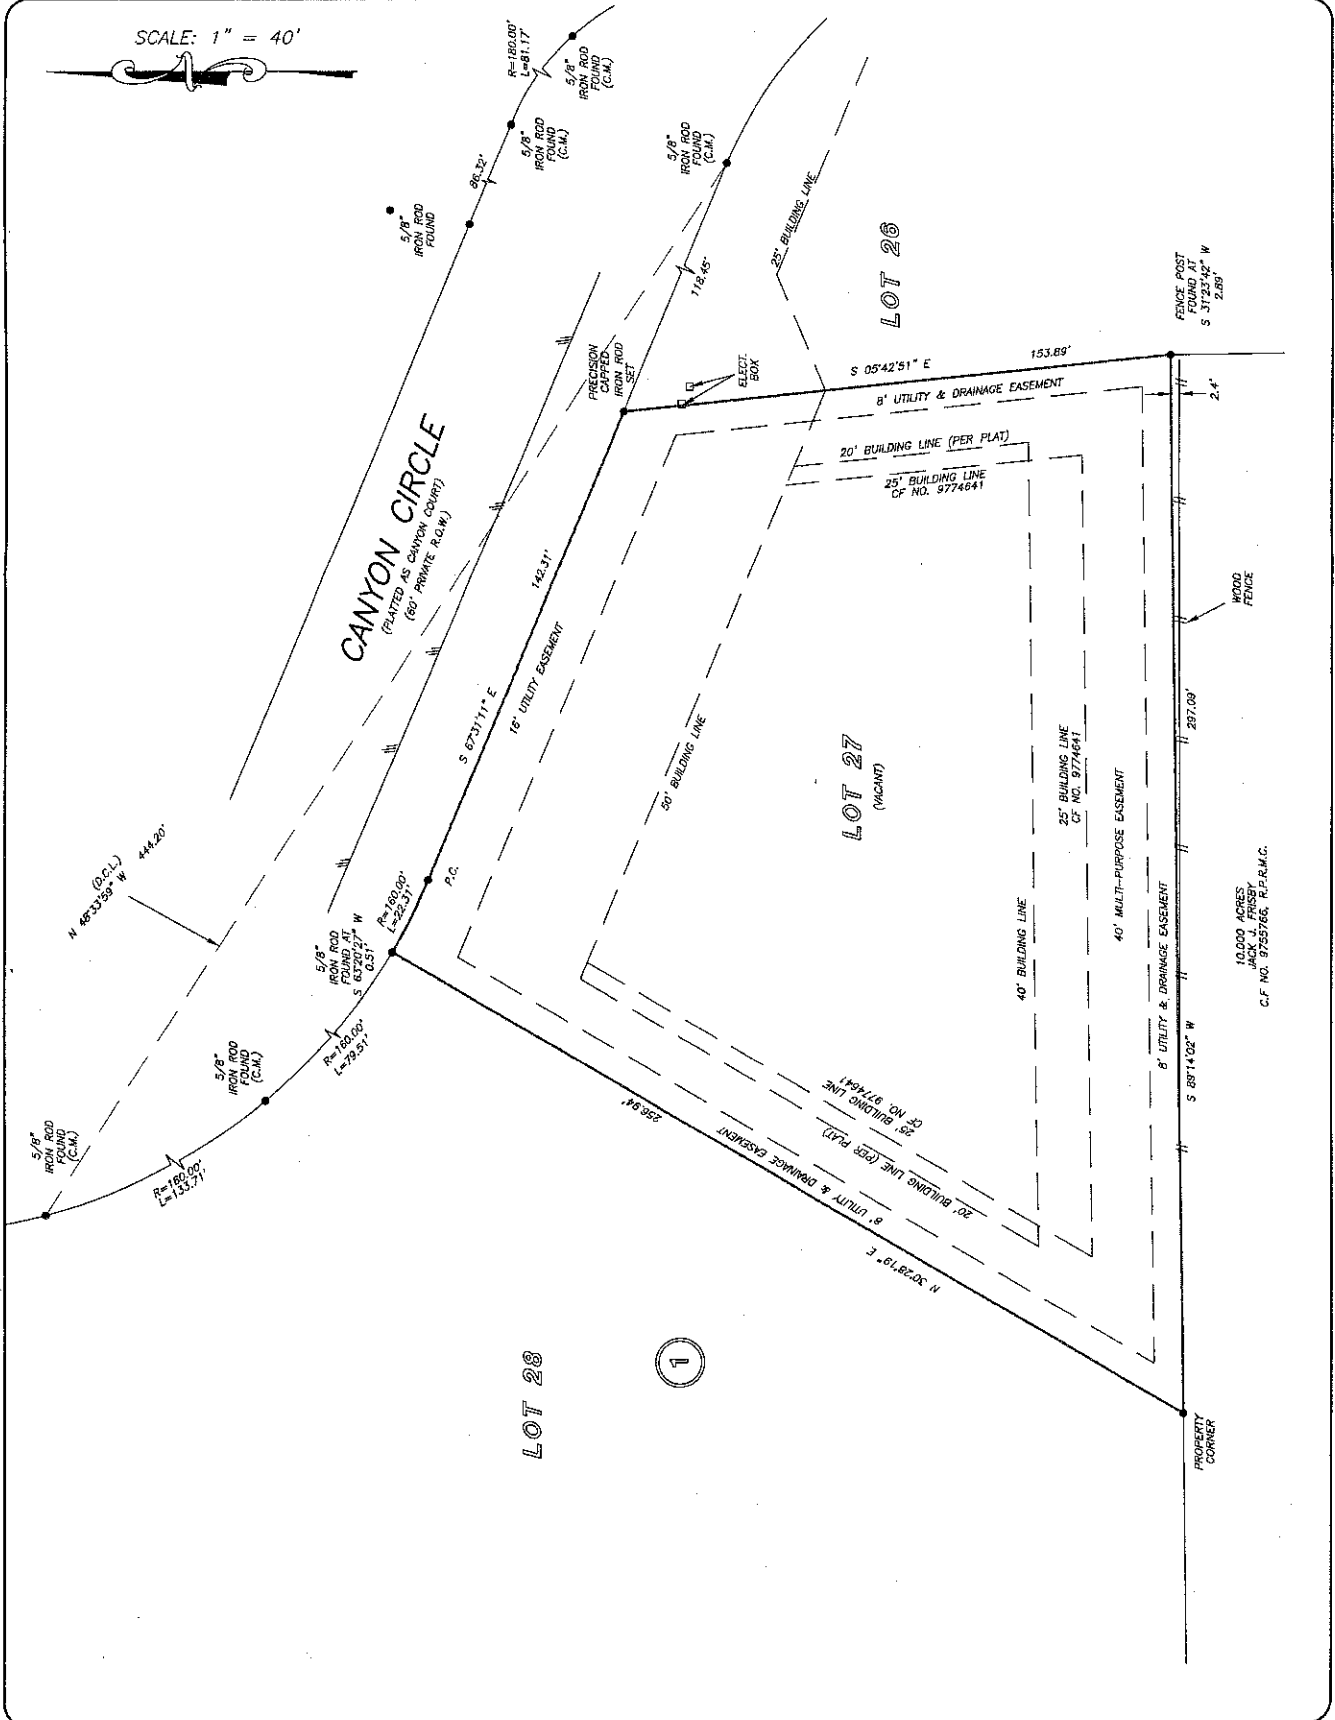 SCALE: 1" = 40'
R=180.00'
L=81.17'
5/8"
IRON ROD
FOUND
(C.M.)
5/8"
IRON ROD
FOUND
(C.M.)
86.32'
5/8"
IRON ROD
FOUND
5/8"
IRON ROD
FOUND
(C.M.)
118.45'
25' BUILDING LINE
LOT 26
CANYON CIRCLE
(PLATTED AS CANYON COURT)
(60' PRIVATE R.O.W.)
PRECISION
CAPPED
IRON ROD
SET
ELECT.
BOX
S 05°42'51" E
153.89'
8' UTILITY & DRAINAGE EASEMENT
FENCE POST
FOUND AT
S 31°23'42" W
2.89'
2.4'
20' BUILDING LINE (PER PLAT)
25' BUILDING LINE
CF NO. 9774641
142.31'
S 67°31'11" E
16' UTILITY EASEMENT
50' BUILDING LINE
LOT 27
(VACANT)
WOOD
FENCE
297.09'
25' BUILDING LINE
CF NO. 9774641
40' MULTI-PURPOSE EASEMENT
40' BUILDING LINE
8' UTILITY & DRAINAGE EASEMENT
S 89°14'02" W
10.000 ACRES
JACK J. FRISBY
C.F NO. 9755766, R.P.R.M.C.
(D.C.L.)
N 48°33'59" W 444.20'
P.C.
R=160.00'
L=22.31'
5/8"
IRON ROD
FOUND AT
S 63°20'27" W
0.51'
R=160.00'
L=79.51'
5/8"
IRON ROD
FOUND
(C.M.)
5/8"
IRON ROD
FOUND
(C.M.)
R=160.00'
L=133.71'
256.94'
N 30°28'19" E
8' UTILITY & DRAINAGE EASEMENT
20' BUILDING LINE (PER PLAT)
25' BUILDING LINE
CF NO. 9774641
LOT 28
1
PROPERTY
CORNER